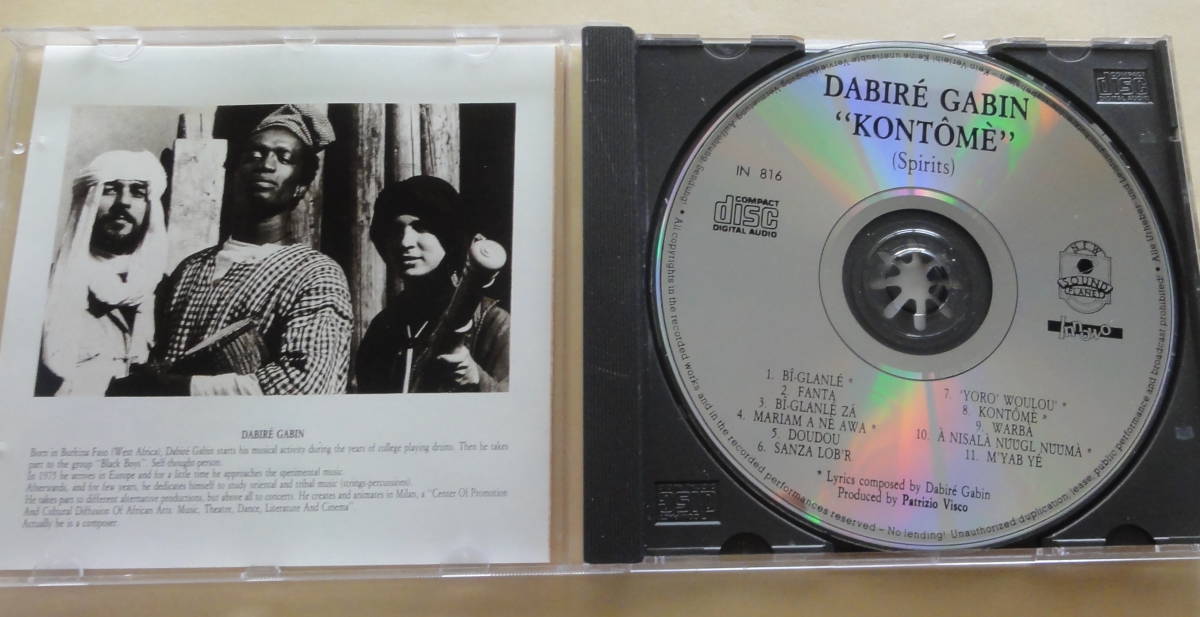 DABIRÉ GABIN
Born in Burkina Faso (West Africa), Dabiré Gabin starts his musical activity during the years of college playing drums. Then he takes
part to the group "Black Boys". Self-thought-person.
In 1975 he arrives in Europe and for a little time he approaches the sperimental music.
Afterwards, and for few years, he dedicates himself to study oriental and tribal music (strings-percussions).
He takes part to different alternative productions, but above all to concerts. He creates and animates in Milan, a "Center Of Promotion
And Cultural Diffusion Of African Arts: Music, Theatre, Dance, Literature And Cinema"
Actually he is a composer.
DABIRÉ GABIN
"KONTÔMÈ"
(Spirits)
IN 816
COMPACT
disc
DIGITAL AUDIO
NEW
SOUND
PLANET
1. BÎ-GLANLÉ *
2. FANTA
3. BÎ-GLANLÉ ZÁ
4. MARIAM A NÉ AWA *
5. DOUDOU
6. SANZA LOB'R
7. 'YORO' WOULOU' *
8. KONTÔMÈ *
9. WARBA
10. À NISALÀ NŪŪGL NŪIMÀ *
11. M'YAB YÉ
* Lyrics composed by Dabiré Gabin
Produced by Patrizio Visco
All copyrights in the recorded works and in the recorded performances reserved – No lending! Unauthorized duplication, lease, public performance and broadcast prohibited!
COMPACT
disc
DIGITAL AUDIO